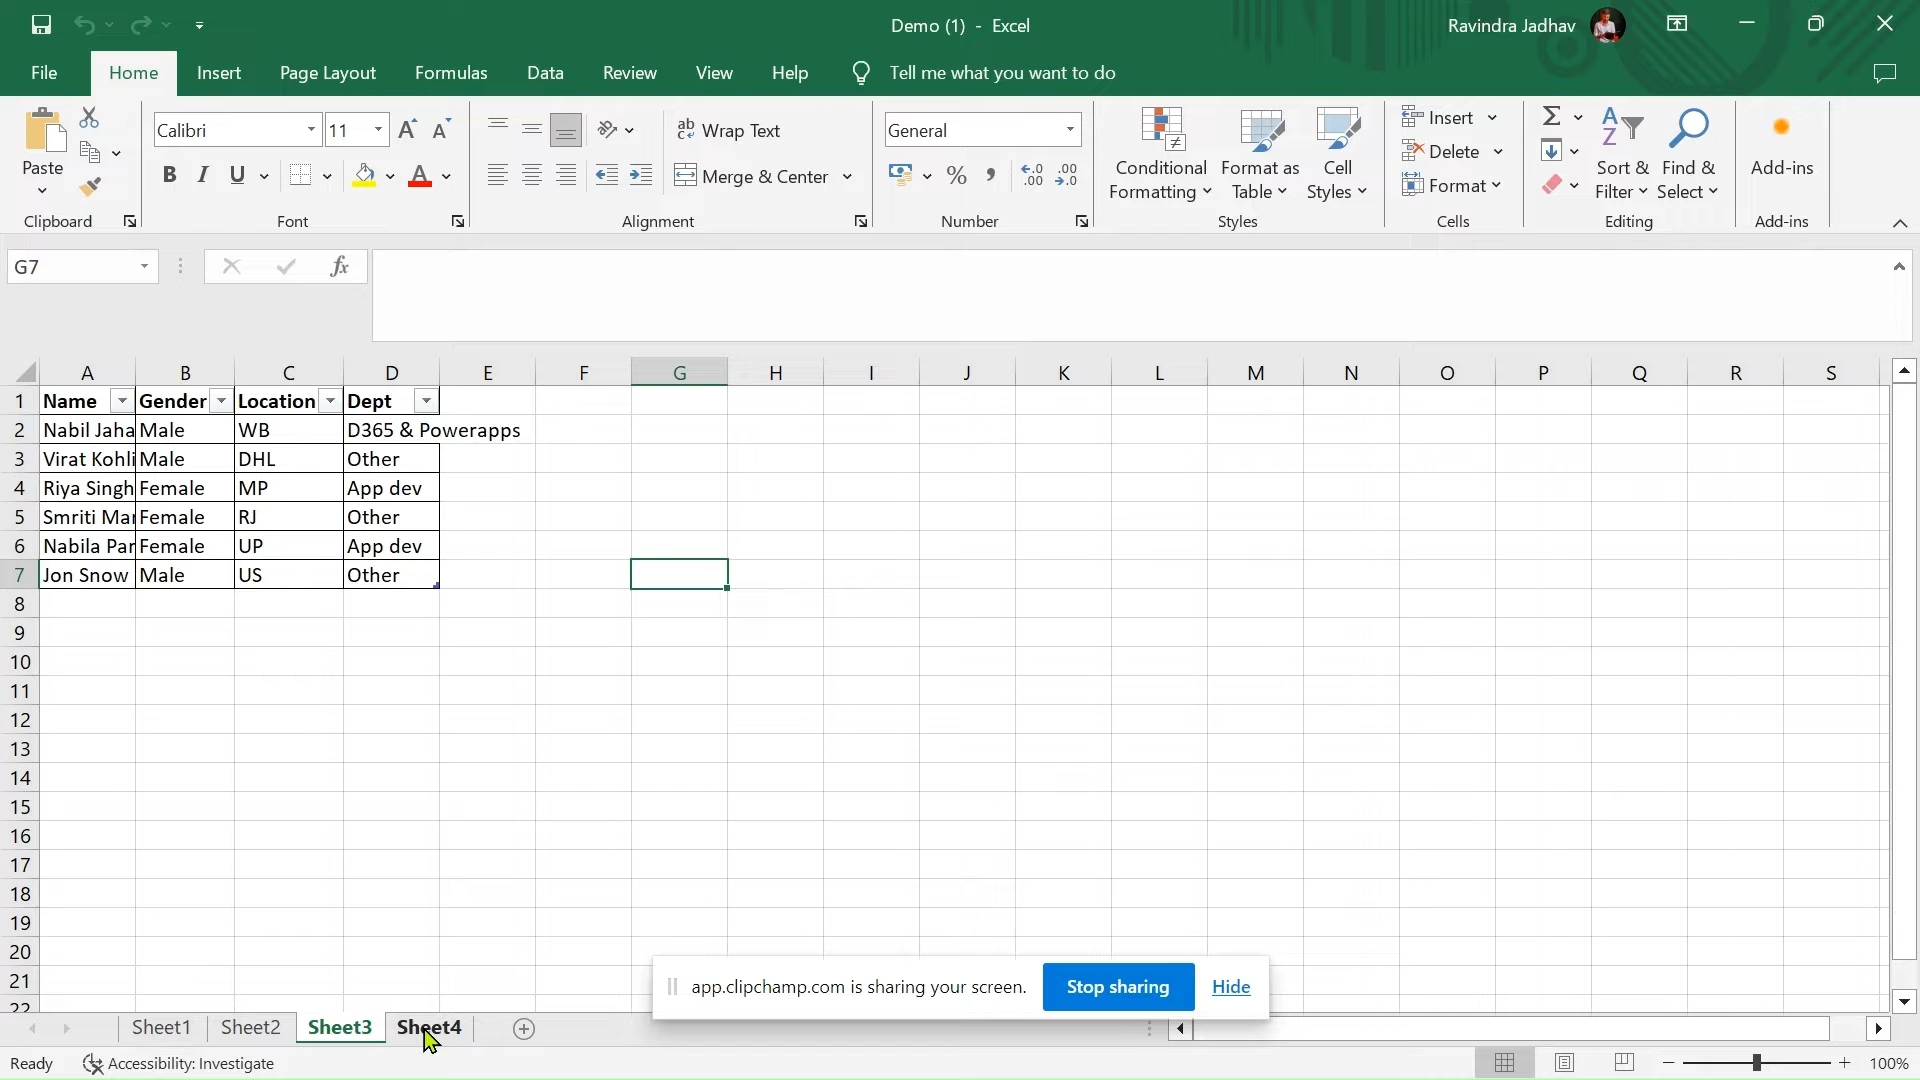 Demo (1) - Excel
Ravindra Jadhav
File Home Insert Page Layout Formulas Data Review View Help Tell me what you want to do
Paste
Clipboard
Calibri 11
B I U A
Font
Wrap Text
Merge & Center
Alignment
General
% ,
Number
Conditional Formatting
Format as Table
Cell Styles
Styles
Insert
Delete
Format
Cells
Sort & Filter
Find & Select
Editing
Add-ins
Add-ins
G7 fx
A B C D E F G H I J K L M N O P Q R S
1 Name Gender Location Dept
2 Nabil Jaha Male WB D365 & Powerapps
3 Virat Kohli Male DHL Other
4 Riya Singh Female MP App dev
5 Smriti Mar Female RJ Other
6 Nabila Par Female UP App dev
7 Jon Snow Male US Other
8
9
10
11
12
13
14
15
16
17
18
19
20
21
22
app.clipchamp.com is sharing your screen. Stop sharing Hide
Sheet1 Sheet2 Sheet3 Sheet4
Ready Accessibility: Investigate 100%